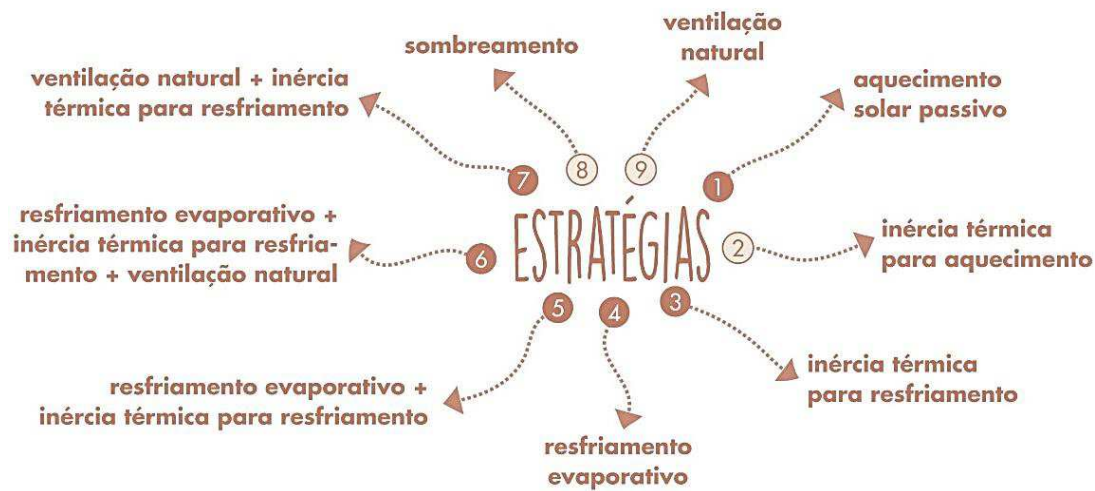 ventilação
natural
sombreamento
ventilação natural + inércia
térmica para resfriamento
aquecimento
solar passivo
7
8
9
1
resfriamento evaporativo +
inércia térmica para resfria-
mento + ventilação natural
6
ESTRATÉGIAS
2
inércia térmica
para aquecimento
5
4
3
resfriamento evaporativo +
inércia térmica para resfriamento
resfriamento
evaporativo
inércia térmica
para resfriamento